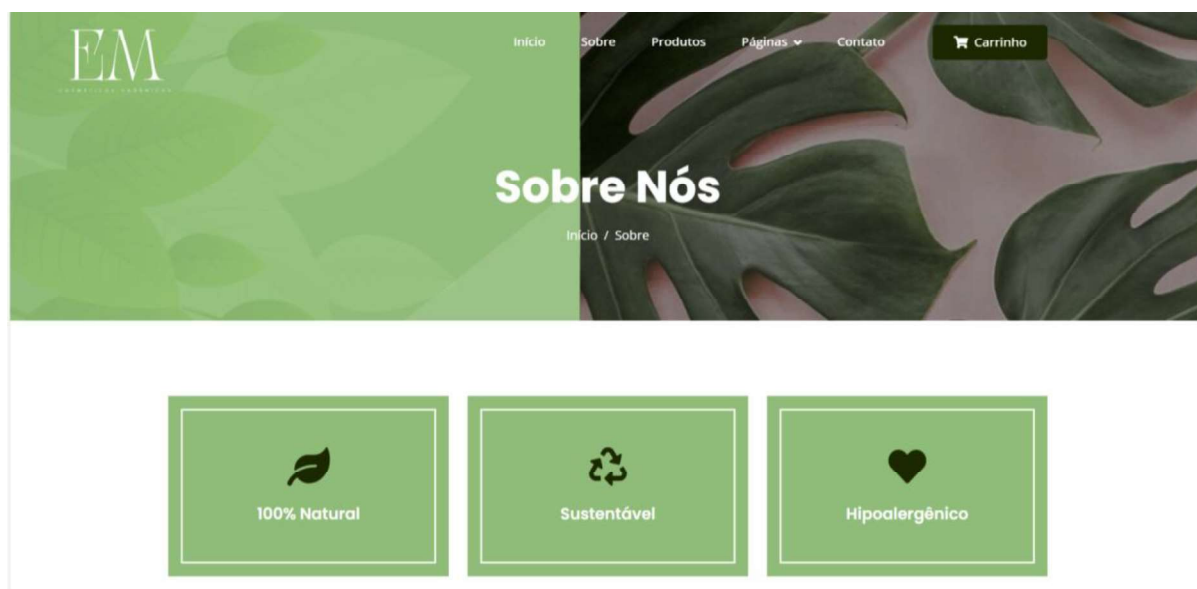 EM
Início Sobre Produtos Páginas Contato Carrinho
Sobre Nós
Início / Sobre
100% Natural
Sustentável
Hipoalergênico